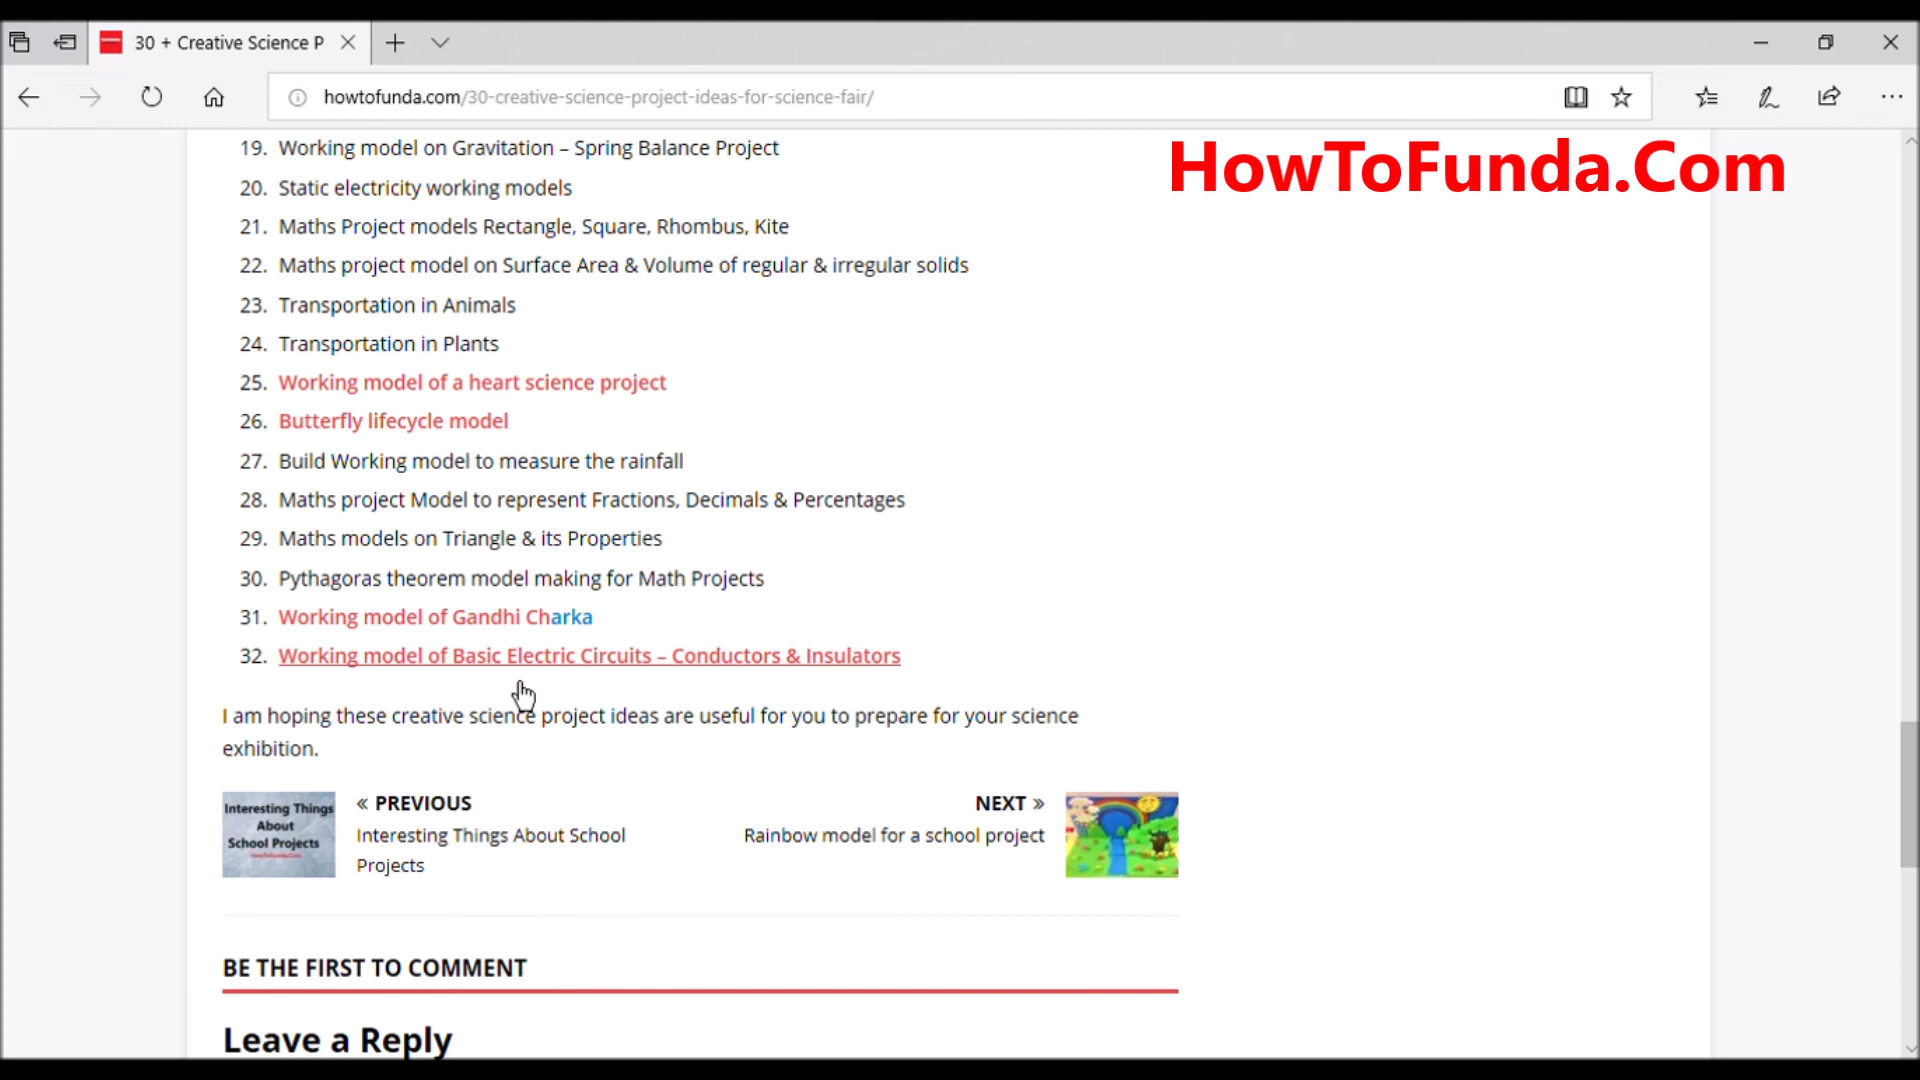 30 + Creative Science P
howtofunda.com/30-creative-science-project-ideas-for-science-fair/
HowToFunda.Com
19. Working model on Gravitation – Spring Balance Project
20. Static electricity working models
21. Maths Project models Rectangle, Square, Rhombus, Kite
22. Maths project model on Surface Area & Volume of regular & irregular solids
23. Transportation in Animals
24. Transportation in Plants
25. Working model of a heart science project
26. Butterfly lifecycle model
27. Build Working model to measure the rainfall
28. Maths project Model to represent Fractions, Decimals & Percentages
29. Maths models on Triangle & its Properties
30. Pythagoras theorem model making for Math Projects
31. Working model of Gandhi Charka
32. Working model of Basic Electric Circuits – Conductors & Insulators
I am hoping these creative science project ideas are useful for you to prepare for your science
exhibition.
Interesting Things
About
School Projects
HowToFunda.Com
« PREVIOUS
Interesting Things About School
Projects
NEXT »
Rainbow model for a school project
BE THE FIRST TO COMMENT
Leave a Reply